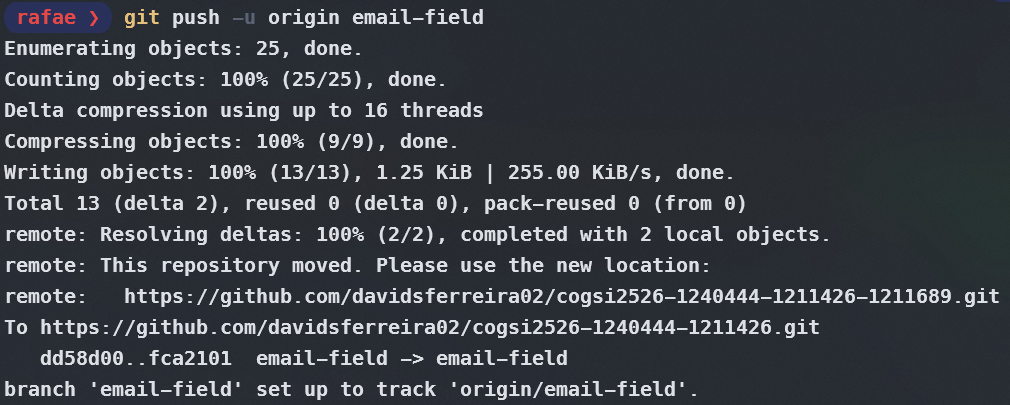 rafae ❯ git push -u origin email-field
Enumerating objects: 25, done.
Counting objects: 100% (25/25), done.
Delta compression using up to 16 threads
Compressing objects: 100% (9/9), done.
Writing objects: 100% (13/13), 1.25 KiB | 255.00 KiB/s, done.
Total 13 (delta 2), reused 0 (delta 0), pack-reused 0 (from 0)
remote: Resolving deltas: 100% (2/2), completed with 2 local objects.
remote: This repository moved. Please use the new location:
remote:   https://github.com/davidsferreira02/cogsi2526-1240444-1211426-1211689.git
To https://github.com/davidsferreira02/cogsi2526-1240444-1211426.git
   dd58d00..fca2101  email-field -> email-field
branch 'email-field' set up to track 'origin/email-field'.